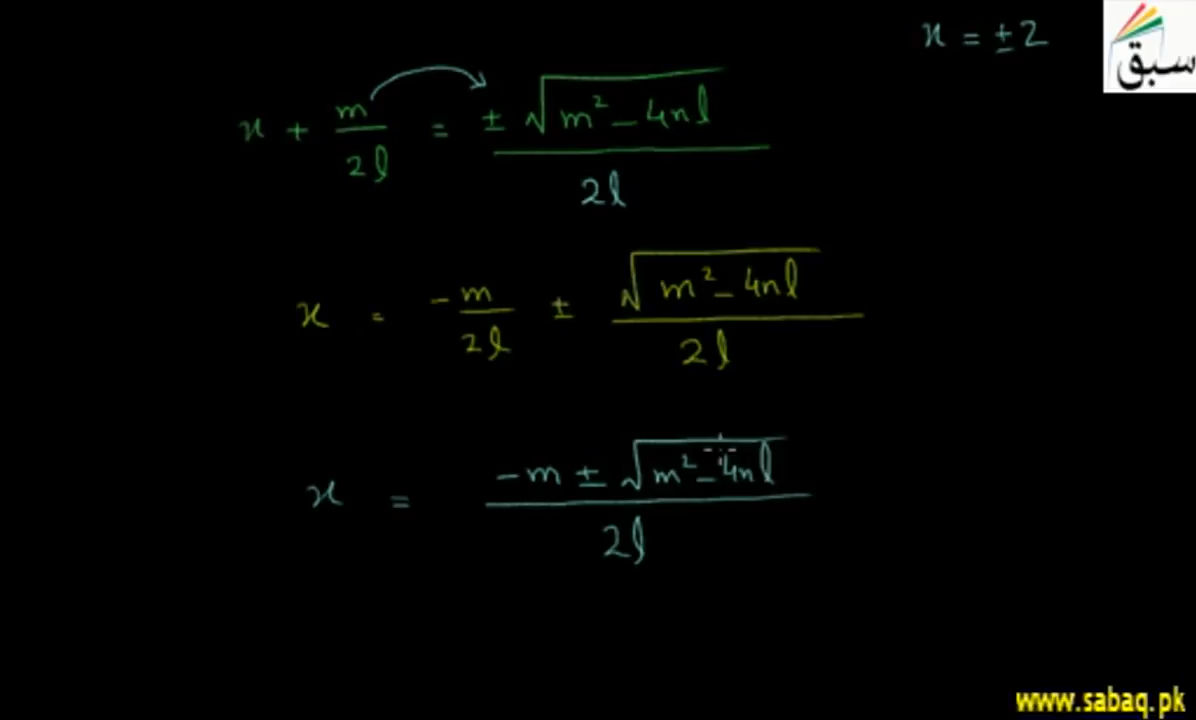 x = ±2
سبق
x + m/2l = ± √(m² - 4nl) / 2l
x = -m/2l ± √(m² - 4nl) / 2l
x = (-m ± √(m² - 4nl)) / 2l
www.sabaq.pk